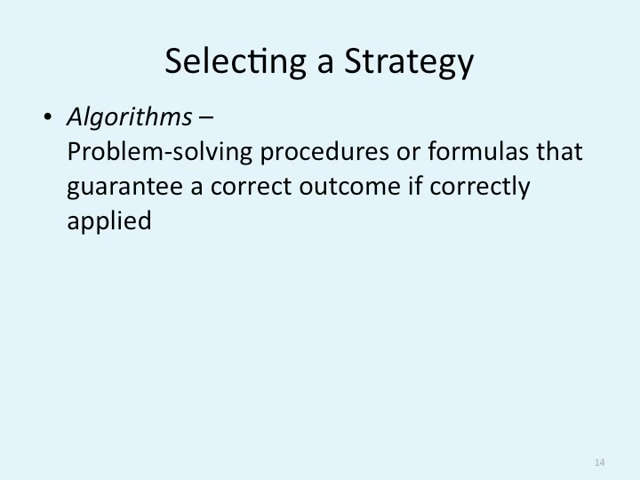 Selecting a Strategy
• Algorithms –
Problem-solving procedures or formulas that
guarantee a correct outcome if correctly
applied
14